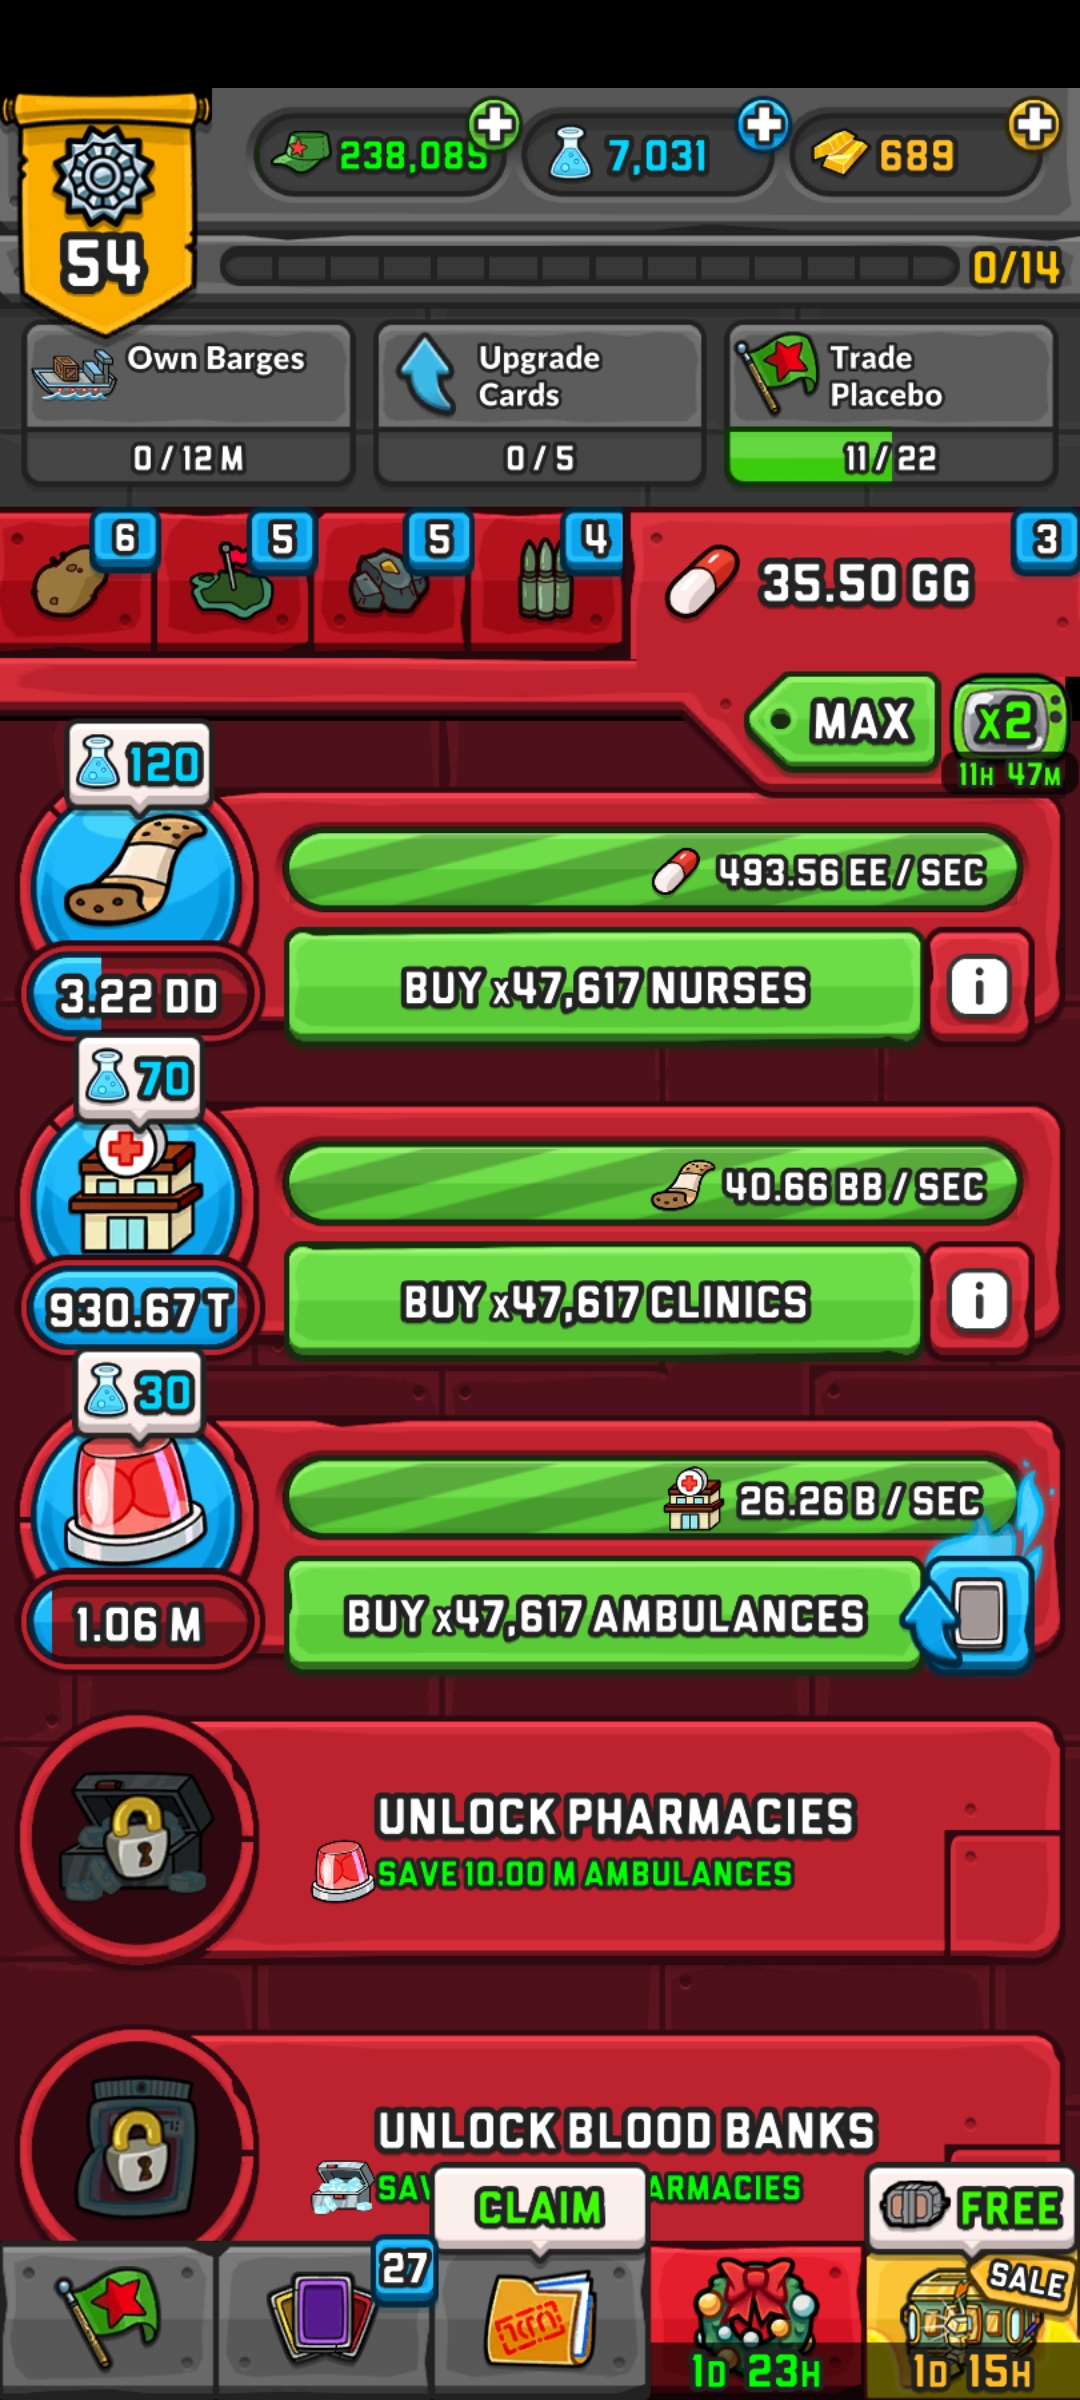 54
238,085
7,031
689
0/14
Own Barges
0 / 12 M
Upgrade
Cards
0 / 5
Trade
Placebo
11 / 22
6
5
5
4
35.50 GG
3
MAX
x2
11H 47M
120
493.56 EE / SEC
3.22 DD
BUY x47,617 NURSES
i
70
40.66 BB / SEC
930.67 T
BUY x47,617 CLINICS
i
30
26.26 B / SEC
1.06 M
BUY x47,617 AMBULANCES
UNLOCK PHARMACIES
SAVE 10.00 M AMBULANCES
UNLOCK BLOOD BANKS
CLAIM
FREE
27
SALE
1D 23H
1D 15H